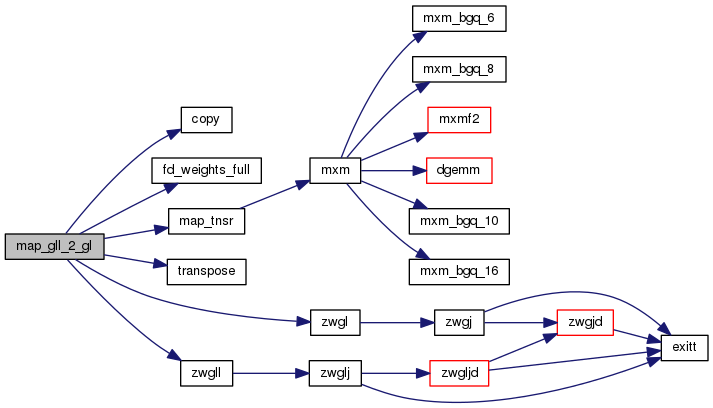 mxm_bgq_6
mxm_bgq_8
copy
mxmf2
fd_weights_full
mxm
dgemm
map_tnsr
mxm_bgq_10
map_gll_2_gl
transpose
mxm_bgq_16
zwgl
zwgj
zwgjd
exitt
zwgll
zwglj
zwgljd